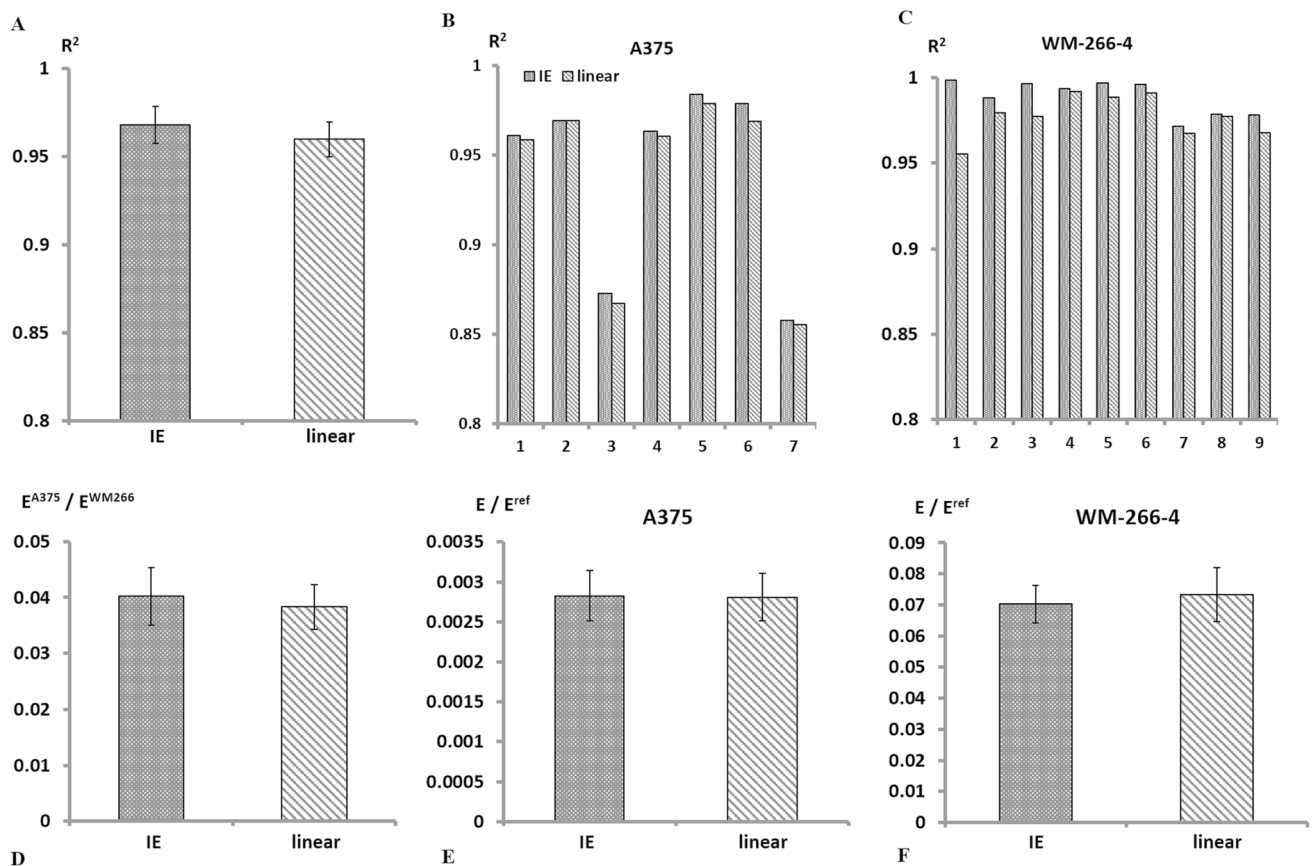 A
R²
1
0.95
0.9
0.85
0.8
IE linear
B
R²
A375
IE linear
1
0.95
0.9
0.85
0.8
1 2 3 4 5 6 7
C
R²
WM-266-4
1
0.95
0.9
0.85
0.8
1 2 3 4 5 6 7 8 9
E^A375 / E^WM266
0.05
0.04
0.03
0.02
0.01
0
IE linear
D
E / E^ref
A375
0.0035
0.003
0.0025
0.002
0.0015
0.001
0.0005
0
IE linear
E
E / E^ref
WM-266-4
0.09
0.08
0.07
0.06
0.05
0.04
0.03
0.02
0.01
0
IE linear
F